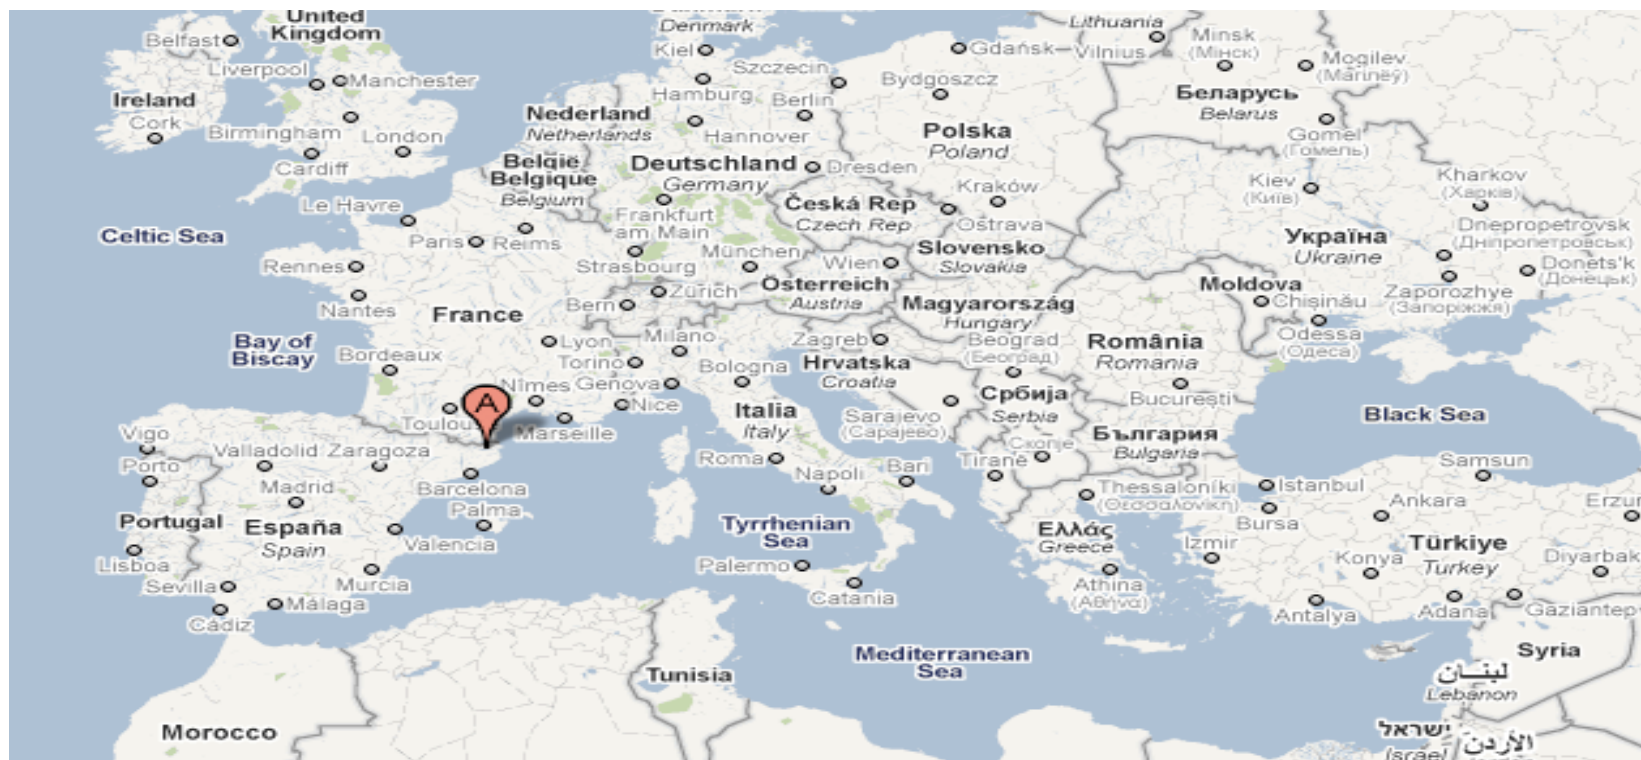 United
Kingdom
Denmark
Lithuania
Belfast
Kiel
Gdańsk
Vilnius
Minsk
(Мінск)
Mogilev
Liverpool
Manchester
Szczecin
Bydgoszcz
Ireland
Hamburg
Berlin
Беларусь
Belarus
Cork
Birmingham
London
Nederland
Netherlands
Hannover
Polska
Poland
Gomel
(Гомель)
Cardiff
Belqie
Belgique
Belgium
Deutschland
Germany
Dresden
Kraków
Kiev
(Київ)
Kharkov
(Харків)
Le Havre
Frankfurt
am Main
Česká Rep
Czech Rep
Ostrava
Dnepropetrovsk
(Дніпропетровськ)
Celtic Sea
Paris
Reims
München
Slovensko
Slovakia
Україна
Ukraine
Rennes
Strasbourg
Wien
Donets'k
(Донецьк)
Nantes
Bern
Zürich
Österreich
Austria
Magyarország
Hungary
Moldova
Chișinău
Zaporozhye
(Запоріжжя)
France
Odessa
(Одеса)
Bay of
Biscay
Bordeaux
Lyon
Milano
Torino
Zagreb
Beograd
(Београд)
România
Romania
Hrvatska
Croatia
Bologna
Nîmes
Genova
A
Nice
Србија
Serbia
București
Black Sea
Toulou
Marseille
Italia
Italy
Sarajevo
(Сарајево)
Скопје
България
Bulgaria
Vigo
Valladolid
Zaragoza
Roma
Napoli
Bari
Tiranë
Samsun
Porto
Madrid
Barcelona
Thessaloníki
(Θεσσαλονίκη)
Istanbul
Ankara
Erzur
Portugal
España
Spain
Palma
Valencia
Tyrrhenian
Sea
Ελλάς
Greece
Bursa
Izmir
Türkiye
Turkey
Konya
Diyarbak
Lisboa
Sevilla
Murcia
Palermo
Catania
Athina
(Αθήνα)
Málaga
Cádiz
Antalya
Adana
Gaziantep
Mediterranean
Sea
Syria
Tunisia
لبنــان
Lebanon
Morocco
ישראל
Israel
الأردن